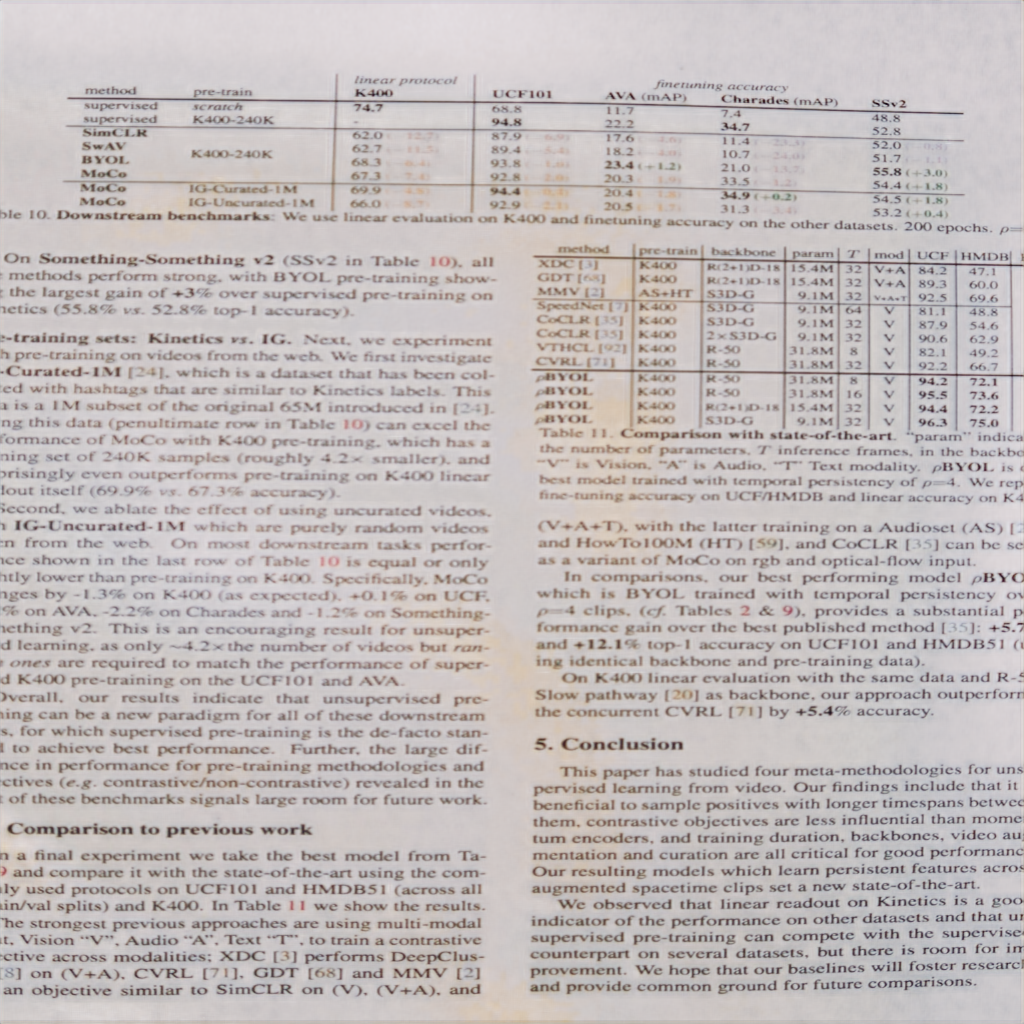 linear protocol finetuning accuracy
method pre-train K400 UCF101 AVA (mAP) Charades (mAP) SSv2
supervised scratch 74.7 68.8 11.7 7.4 48.8
supervised K400-240K - 94.8 22.2 34.7 52.8
SimCLR 62.0 87.9 17.6 11.4 52.0
SwAV 62.7 89.4 18.2 10.7 51.7
BYOL K400-240K 68.3 93.8 23.4 (+1.2) 21.0 55.8 (+3.0)
MoCo 67.3 92.8 20.3 33.5 54.4 (+1.8)
MoCo IG-Curated-1M 69.9 94.4 20.4 34.9 (+0.2) 54.5 (+1.8)
MoCo IG-Uncurated-1M 66.0 92.9 20.5 31.3 53.2 (+0.4)
ble 10. Downstream benchmarks: We use linear evaluation on K400 and finetuning accuracy on the other datasets. 200 epochs. ρ=
On Something-Something v2 (SSv2 in Table 10), all
methods perform strong, with BYOL pre-training show-
the largest gain of +3% over supervised pre-training on
netics (55.8% vs. 52.8% top-1 accuracy).
e-training sets: Kinetics vs. IG. Next, we experiment
h pre-training on videos from the web. We first investigate
-Curated-1M [24], which is a dataset that has been col-
ted with hashtags that are similar to Kinetics labels. This
a is a 1M subset of the original 65M introduced in [24].
ng this data (penultimate row in Table 10) can excel the
formance of MoCo with K400 pre-training, which has a
ning set of 240K samples (roughly 4.2× smaller), and
prisingly even outperforms pre-training on K400 linear
dout itself (69.9% vs. 67.3% accuracy).
Second, we ablate the effect of using uncurated videos,
h IG-Uncurated-1M which are purely random videos
en from the web. On most downstream tasks perfor-
nce shown in the last row of Table 10 is equal or only
htly lower than pre-training on K400. Specifically, MoCo
nges by -1.3% on K400 (as expected), +0.1% on UCF,
% on AVA, -2.2% on Charades and -1.2% on Something-
nething v2. This is an encouraging result for unsuper-
d learning, as only ~4.2× the number of videos but ran-
ones are required to match the performance of super-
d K400 pre-training on the UCF101 and AVA.
Overall, our results indicate that unsupervised pre-
ning can be a new paradigm for all of these downstream
s, for which supervised pre-training is the de-facto stan-
l to achieve best performance. Further, the large dif-
nce in performance for pre-training methodologies and
ectives (e.g. contrastive/non-contrastive) revealed in the
t of these benchmarks signals large room for future work.
Comparison to previous work
n a final experiment we take the best model from Ta-
9 and compare it with the state-of-the-art using the com-
nly used protocols on UCF101 and HMDB51 (across all
ain/val splits) and K400. In Table 11 we show the results.
The strongest previous approaches are using multi-modal
ut, Vision "V", Audio "A", Text "T", to train a contrastive
ective across modalities; XDC [3] performs DeepClus-
[8] on (V+A), CVRL [71], GDT [68] and MMV [2]
an objective similar to SimCLR on (V), (V+A), and
method pre-train backbone param T mod UCF HMDB
XDC [3] K400 R(2+1)D-18 15.4M 32 V+A 84.2 47.1
GDT [68] K400 R(2+1)D-18 15.4M 32 V+A 89.3 60.0
MMV [2] AS+HT S3D-G 9.1M 32 V+A+T 92.5 69.6
SpeedNet [7] K400 S3D-G 9.1M 64 V 81.1 48.8
CoCLR [35] K400 S3D-G 9.1M 32 V 87.9 54.6
CoCLR [35] K400 2×S3D-G 9.1M 32 V 90.6 62.9
VTHCL [92] K400 R-50 31.8M 8 V 82.1 49.2
CVRL [71] K400 R-50 31.8M 32 V 92.2 66.7
ρBYOL K400 R-50 31.8M 8 V 94.2 72.1
ρBYOL K400 R-50 31.8M 16 V 95.5 73.6
ρBYOL K400 R(2+1)D-18 15.4M 32 V 94.4 72.2
ρBYOL K400 S3D-G 9.1M 32 V 96.3 75.0
Table 11. Comparison with state-of-the-art. "param" indica
the number of parameters, T inference frames, in the backbo
"V" is Vision, "A" is Audio, "T" Text modality. ρBYOL is
best model trained with temporal persistency of ρ=4. We rep
fine-tuning accuracy on UCF/HMDB and linear accuracy on K4
(V+A+T), with the latter training on a Audioset (AS)
and HowTo100M (HT) [59], and CoCLR [35] can be se
as a variant of MoCo on rgb and optical-flow input.
In comparisons, our best performing model ρBYO
which is BYOL trained with temporal persistency ov
ρ=4 clips, (cf. Tables 2 & 9), provides a substantial p
formance gain over the best published method [35]: +5.7
and +12.1% top-1 accuracy on UCF101 and HMDB51 (u
ing identical backbone and pre-training data).
On K400 linear evaluation with the same data and R-5
Slow pathway [20] as backbone, our approach outperforn
the concurrent CVRL [71] by +5.4% accuracy.
5. Conclusion
This paper has studied four meta-methodologies for uns
pervised learning from video. Our findings include that it
beneficial to sample positives with longer timespans betwee
them, contrastive objectives are less influential than mome
tum encoders, and training duration, backbones, video au
mentation and curation are all critical for good performanc
Our resulting models which learn persistent features acros
augmented spacetime clips set a new state-of-the-art.
We observed that linear readout on Kinetics is a goo
indicator of the performance on other datasets and that un
supervised pre-training can compete with the supervise
counterpart on several datasets, but there is room for im
provement. We hope that our baselines will foster researcl
and provide common ground for future comparisons.